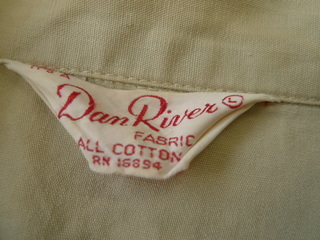 Dan River Ⓛ
FABRIC
ALL COTTON
RN 16894